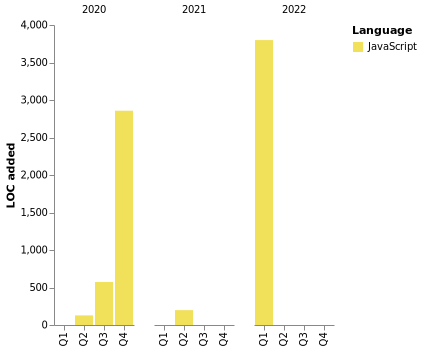 2020 2021 2022
Language
JavaScript
LOC added
4,000
3,500
3,000
2,500
2,000
1,500
1,000
500
0
Q1 Q2 Q3 Q4 Q1 Q2 Q3 Q4 Q1 Q2 Q3 Q4